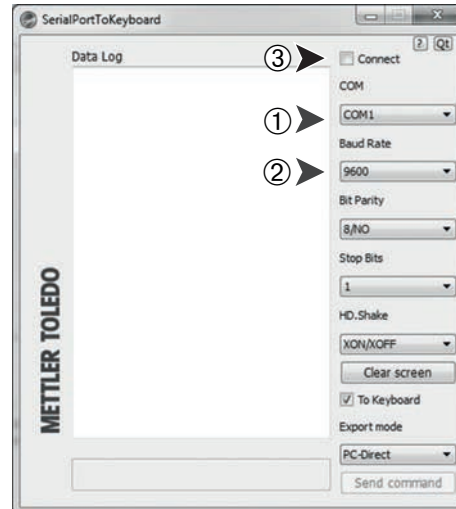 SerialPortToKeyboard
? Qt
Data Log
③ Connect
COM
① COM1
Baud Rate
② 9600
Bit Parity
8/NO
Stop Bits
1
HD.Shake
XON/XOFF
Clear screen
To Keyboard
Export mode
PC-Direct
Send command
METTLER TOLEDO